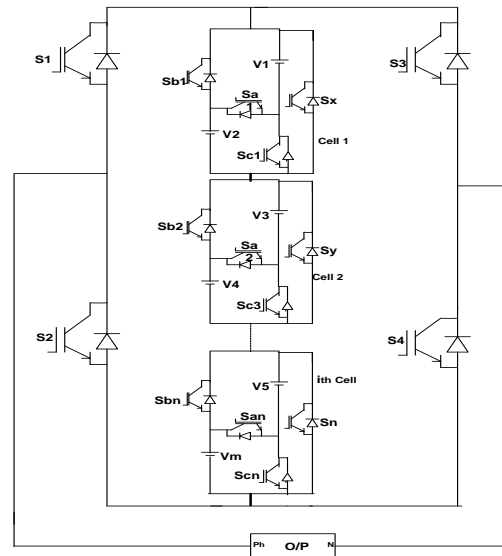 S1
S3
Sb1
V1
Sa
1
Sx
V2
Sc1
Cell 1
Sb2
V3
Sa
2
Sy
V4
Cell 2
Sc3
S2
S4
V5
ith Cell
Sbn
San
Sn
Vm
Scn
Ph O/P N